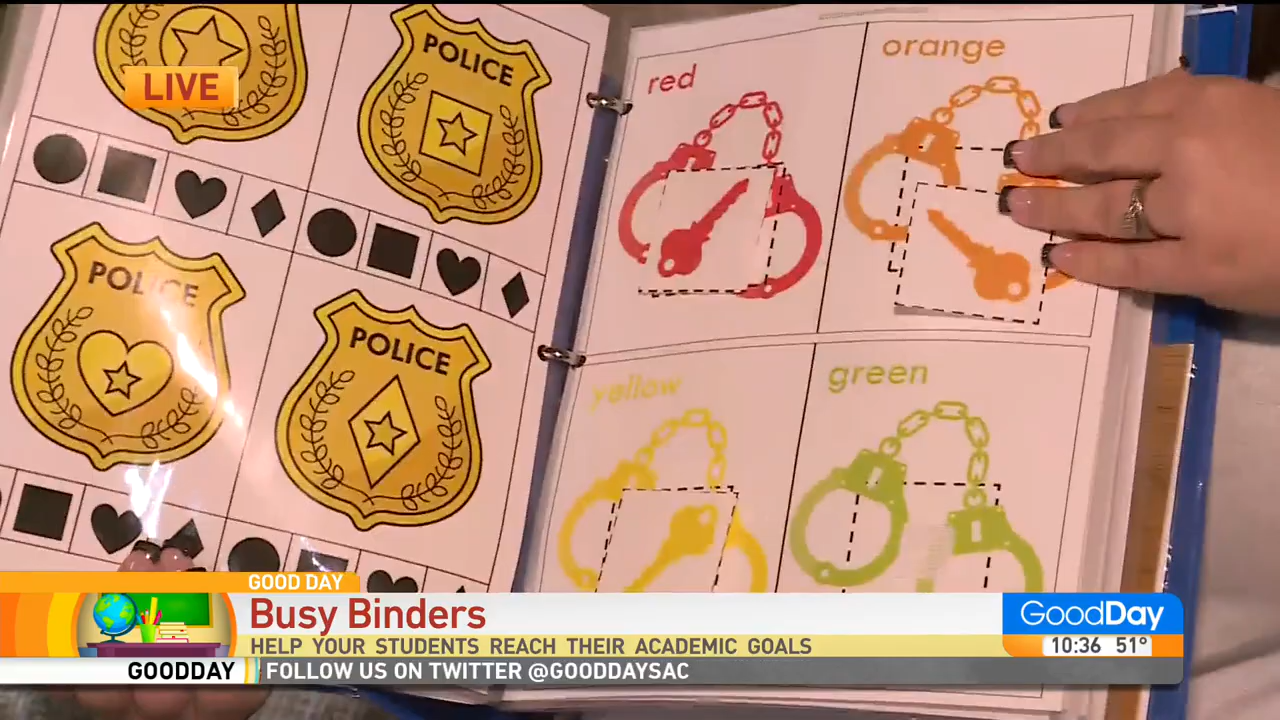 LIVE
POLICE
red
orange
POLICE
POLICE
yellow
green
GOOD DAY
Busy Binders
HELP YOUR STUDENTS REACH THEIR ACADEMIC GOALS
GoodDay
10:36 51°
GOODDAY
FOLLOW US ON TWITTER @GOODDAYSAC